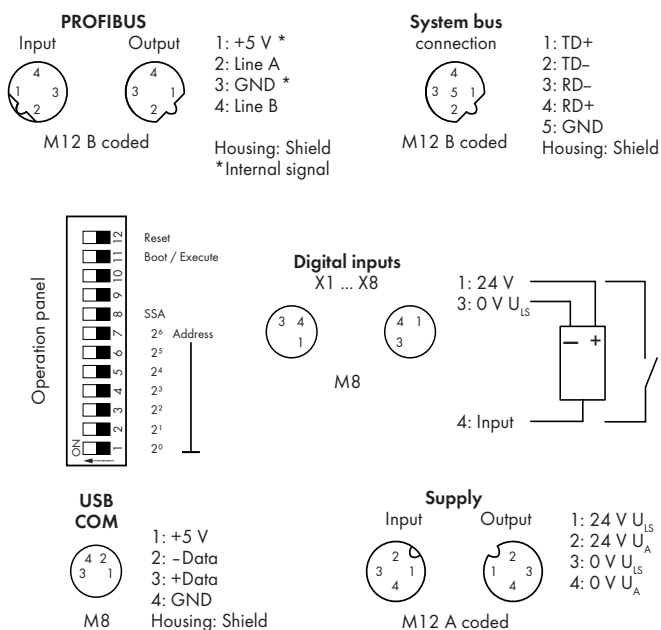 PROFIBUS
Input Output
4
1 3
2
4
3 1
2
1: +5 V *
2: Line A
3: GND *
4: Line B
M12 B coded
Housing: Shield
*Internal signal
System bus
connection
4
3 5 1
2
1: TD+
2: TD–
3: RD–
4: RD+
5: GND
M12 B coded
Housing: Shield
Operation panel
12 Reset
11 Boot / Execute
10
9
8 SSA
7 2⁶ Address
6 2⁵
5 2⁴
4 2³
3 2²
2 2¹
1 2⁰
ON
Digital inputs
X1 ... X8
3 4
1
4 1
3
M8
1: 24 V
3: 0 V U_LS
– +
4: Input
USB
COM
4 2
3 1
M8
1: +5 V
2: –Data
3: +Data
4: GND
Housing: Shield
Supply
Input Output
2
3 1
4
2
1 3
4
M12 A coded
1: 24 V U_LS
2: 24 V U_A
3: 0 V U_LS
4: 0 V U_A